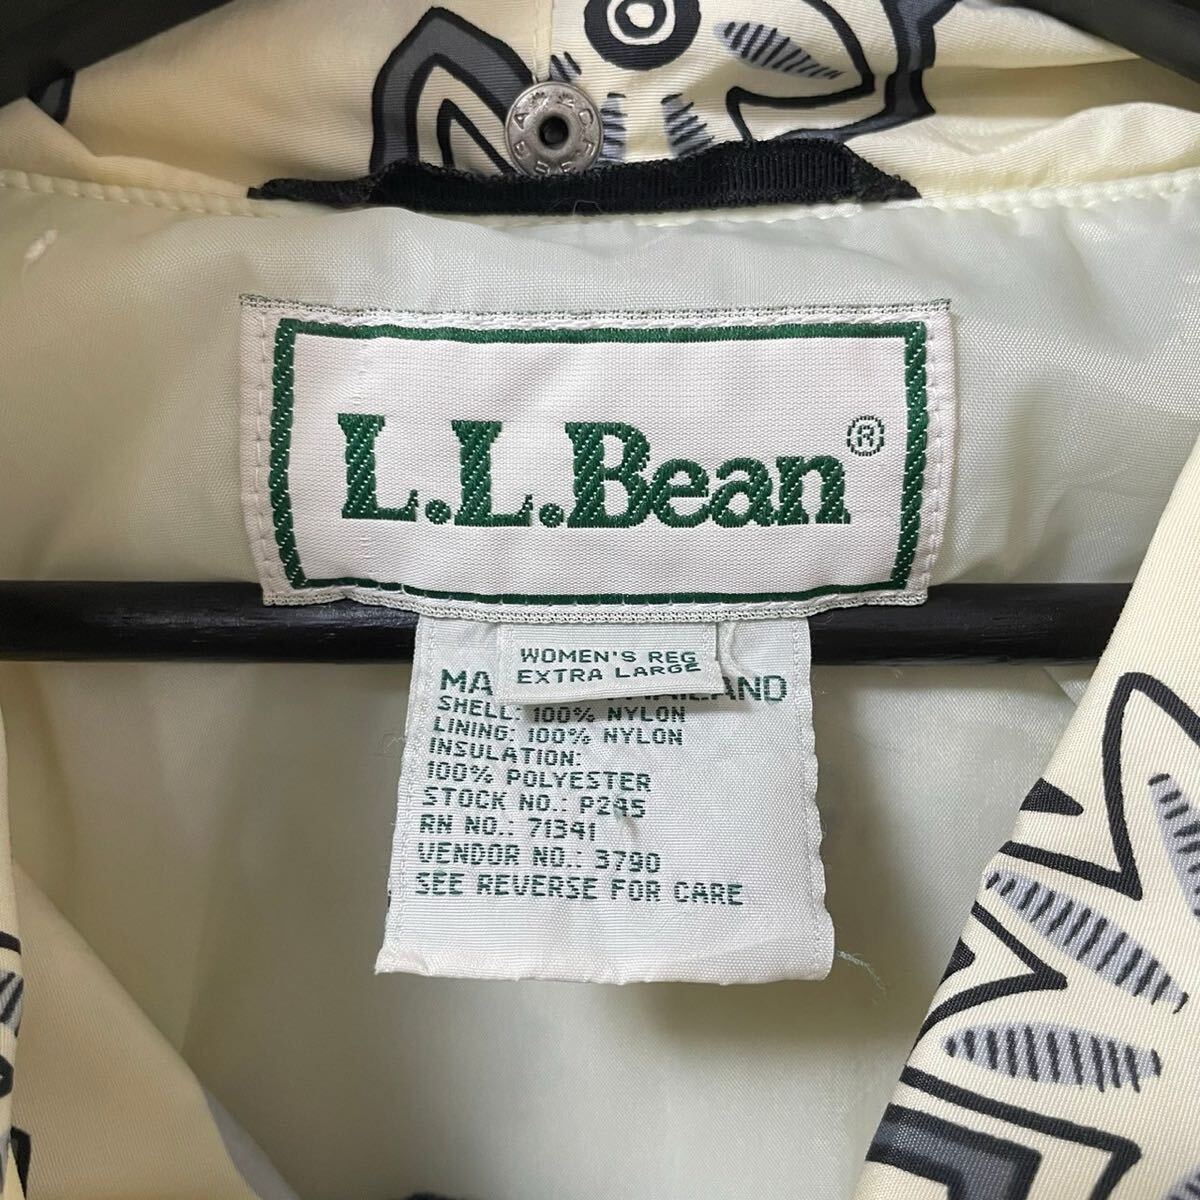 L.L.Bean®
WOMEN'S REG
EXTRA LARGE
MA AILAND
SHELL: 100% NYLON
LINING: 100% NYLON
INSULATION:
100% POLYESTER
STOCK NO.: P245
RN NO.: 71341
VENDOR NO.: 3790
SEE REVERSE FOR CARE